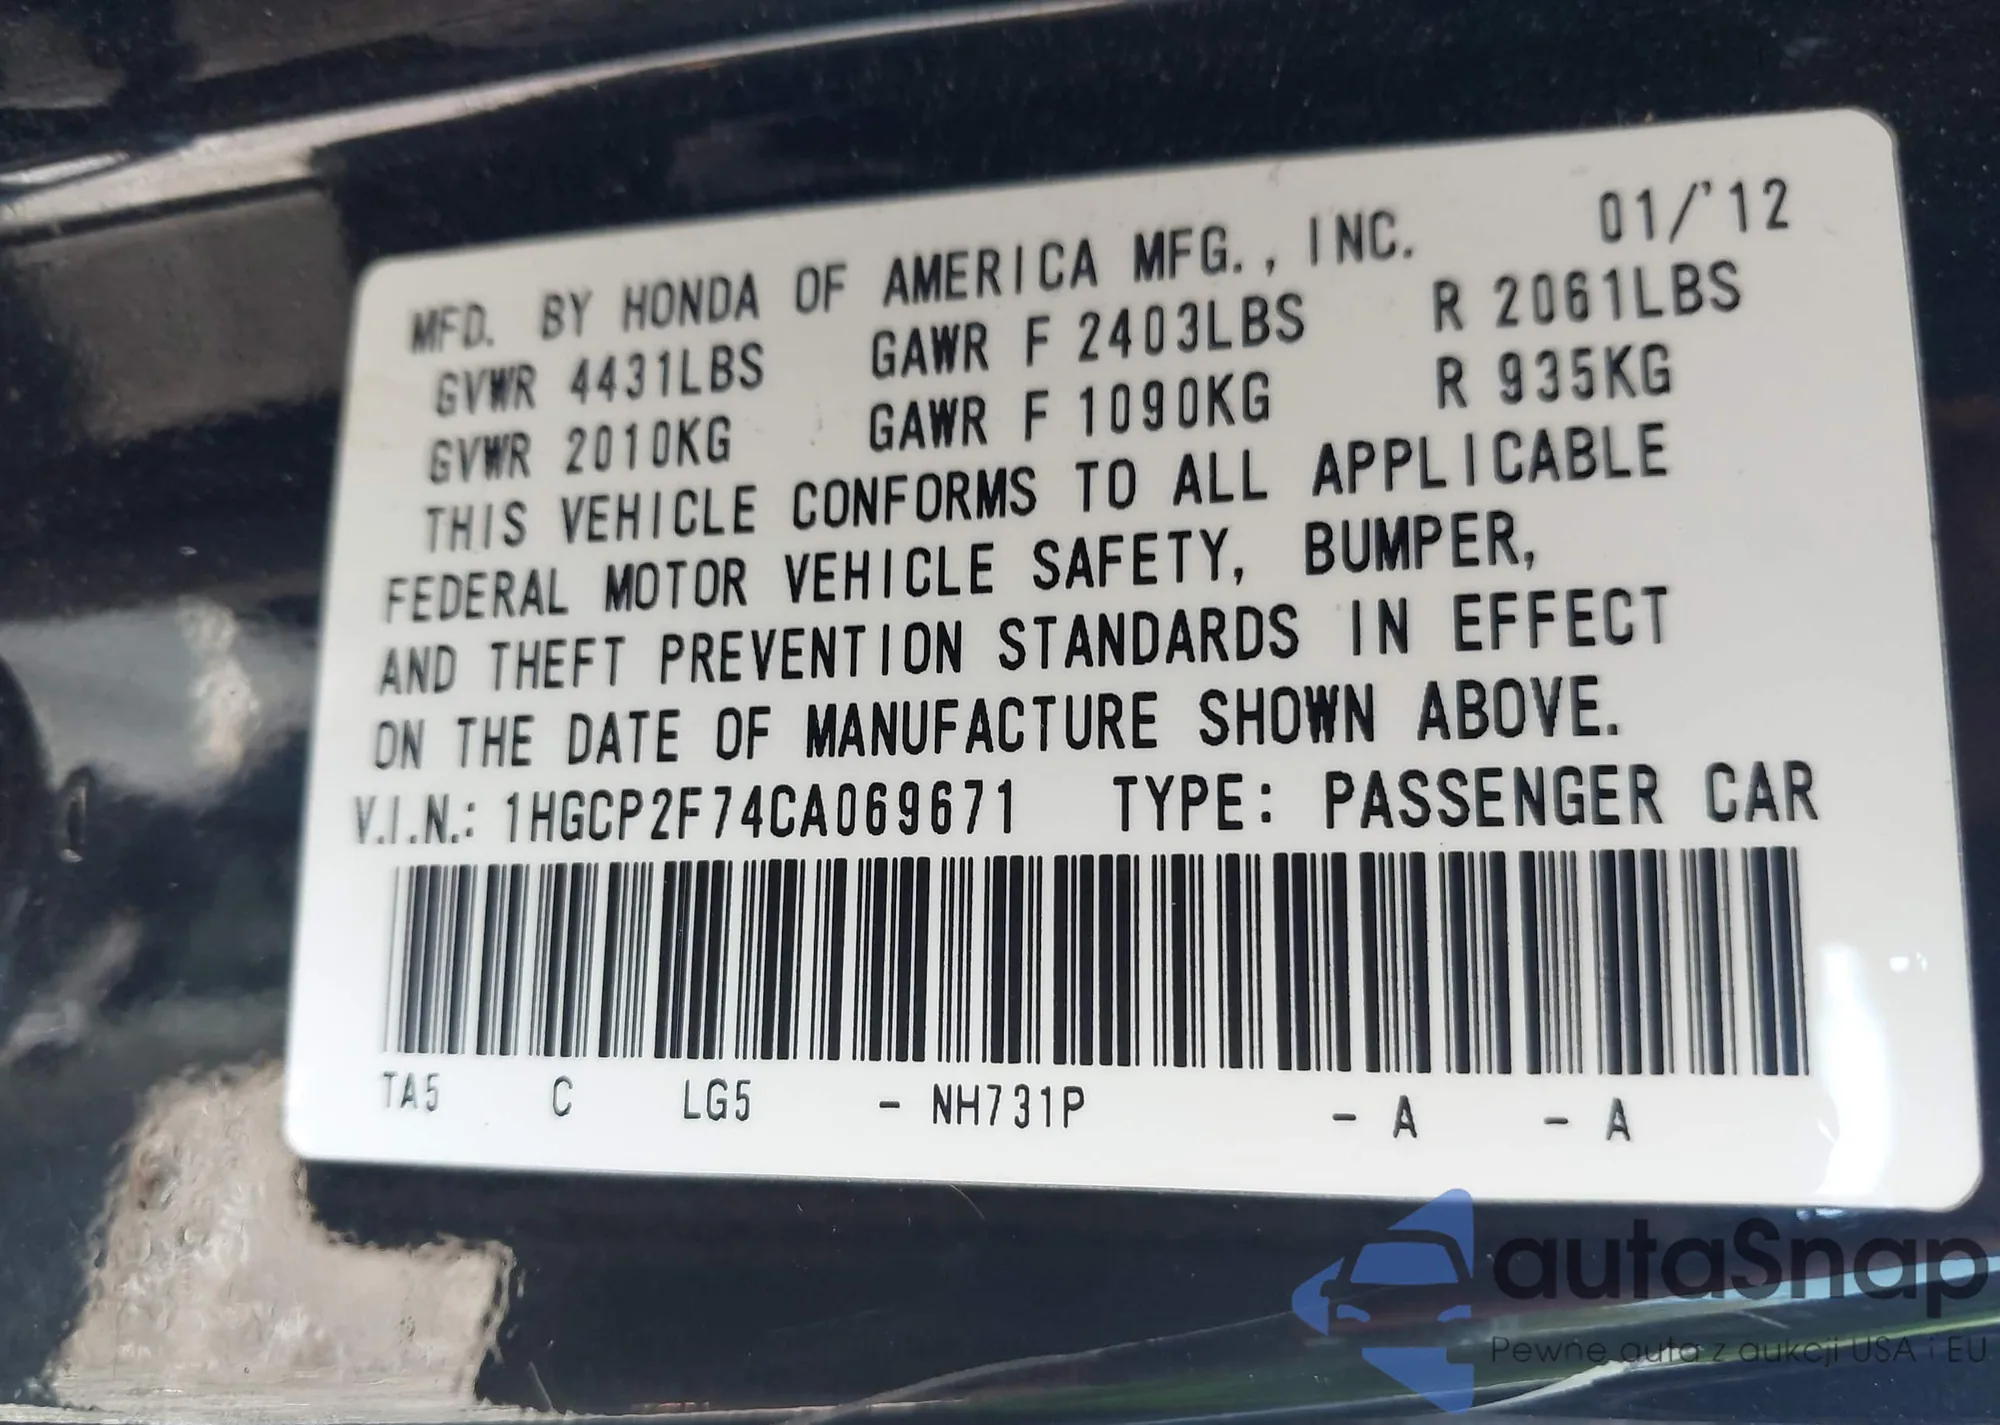 MFD. BY HONDA OF AMERICA MFG., INC. 01/'12
GVWR 4431LBS GAWR F 2403LBS R 2061LBS
GVWR 2010KG GAWR F 1090KG R 935KG
THIS VEHICLE CONFORMS TO ALL APPLICABLE
FEDERAL MOTOR VEHICLE SAFETY, BUMPER,
AND THEFT PREVENTION STANDARDS IN EFFECT
ON THE DATE OF MANUFACTURE SHOWN ABOVE.
V.I.N.: 1HGCP2F74CA069671 TYPE: PASSENGER CAR
TA5 C LG5 - NH731P - A - A
autaSnap
Pewne auta z aukcji USA i EU